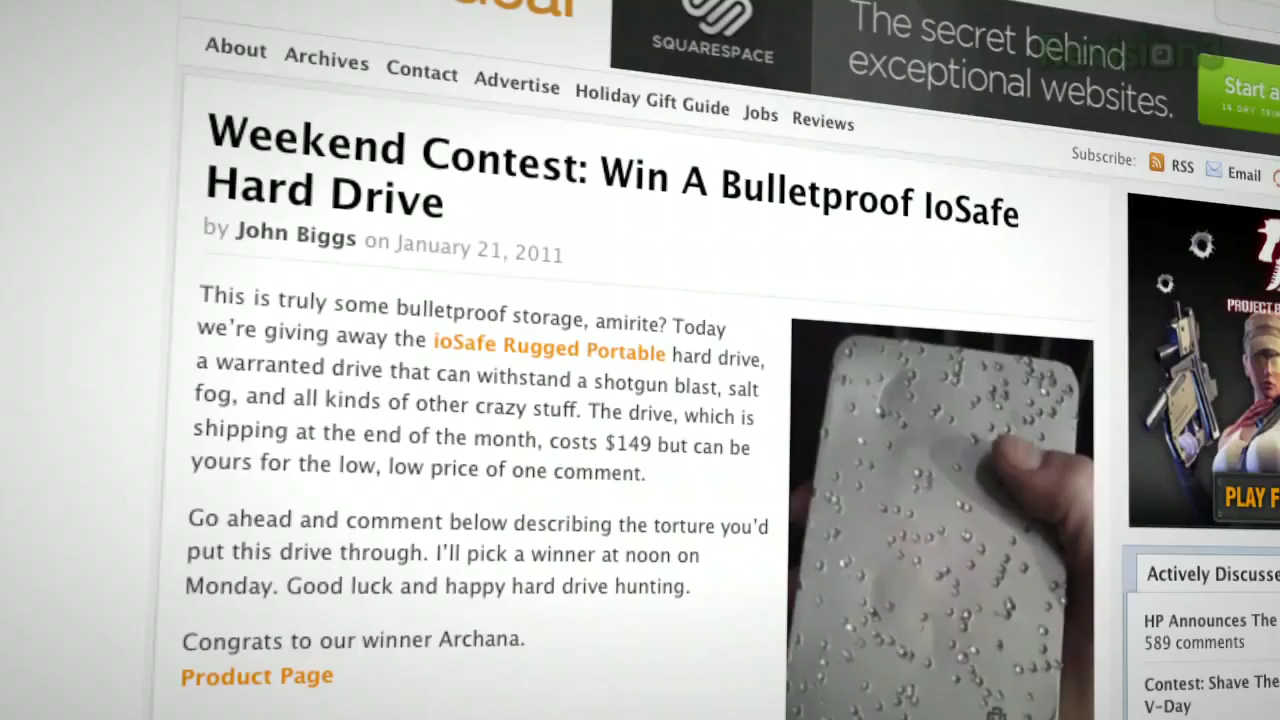 SQUARESPACE
The secret behind
exceptional websites.
Start a
14 DAY
Revision3
About Archives Contact Advertise Holiday Gift Guide Jobs Reviews
Subscribe: RSS Email
Weekend Contest: Win A Bulletproof IoSafe
Hard Drive
by John Biggs on January 21, 2011
This is truly some bulletproof storage, amirite? Today
we're giving away the ioSafe Rugged Portable hard drive,
a warranted drive that can withstand a shotgun blast, salt
fog, and all kinds of other crazy stuff. The drive, which is
shipping at the end of the month, costs $149 but can be
yours for the low, low price of one comment.
Go ahead and comment below describing the torture you'd
put this drive through. I'll pick a winner at noon on
Monday. Good luck and happy hard drive hunting.
Congrats to our winner Archana.
Product Page
PROJECT
PLAY F
Actively Discusse
HP Announces The
589 comments
Contest: Shave The
V-Day